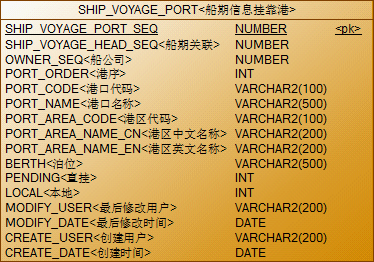 SHIP_VOYAGE_PORT<船期信息挂靠港>
SHIP_VOYAGE_PORT_SEQ NUMBER <pk>
SHIP_VOYAGE_HEAD_SEQ<船期关联> NUMBER
OWNER_SEQ<船公司> NUMBER
PORT_ORDER<港序> INT
PORT_CODE<港口代码> VARCHAR2(100)
PORT_NAME<港口名称> VARCHAR2(500)
PORT_AREA_CODE<港区代码> VARCHAR2(100)
PORT_AREA_NAME_CN<港区中文名称> VARCHAR2(200)
PORT_AREA_NAME_EN<港区英文名称> VARCHAR2(200)
BERTH<泊位> VARCHAR2(500)
PENDING<直挂> INT
LOCAL<本地> INT
MODIFY_USER<最后修改用户> VARCHAR2(200)
MODIFY_DATE<最后修改时间> DATE
CREATE_USER<创建用户> VARCHAR2(200)
CREATE_DATE<创建时间> DATE